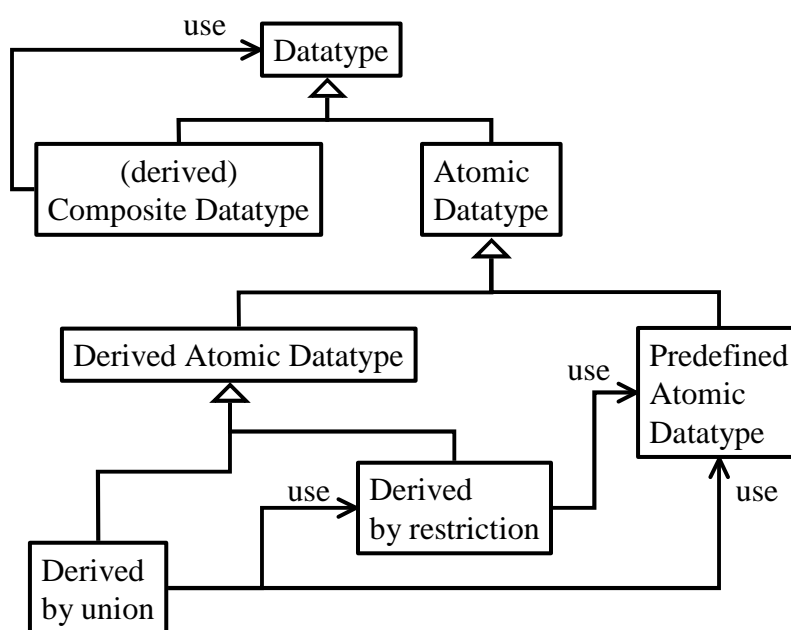 use
Datatype
(derived)
Composite Datatype
Atomic
Datatype
Derived Atomic Datatype
use
Predefined
Atomic
Datatype
use
Derived
by restriction
use
Derived
by union